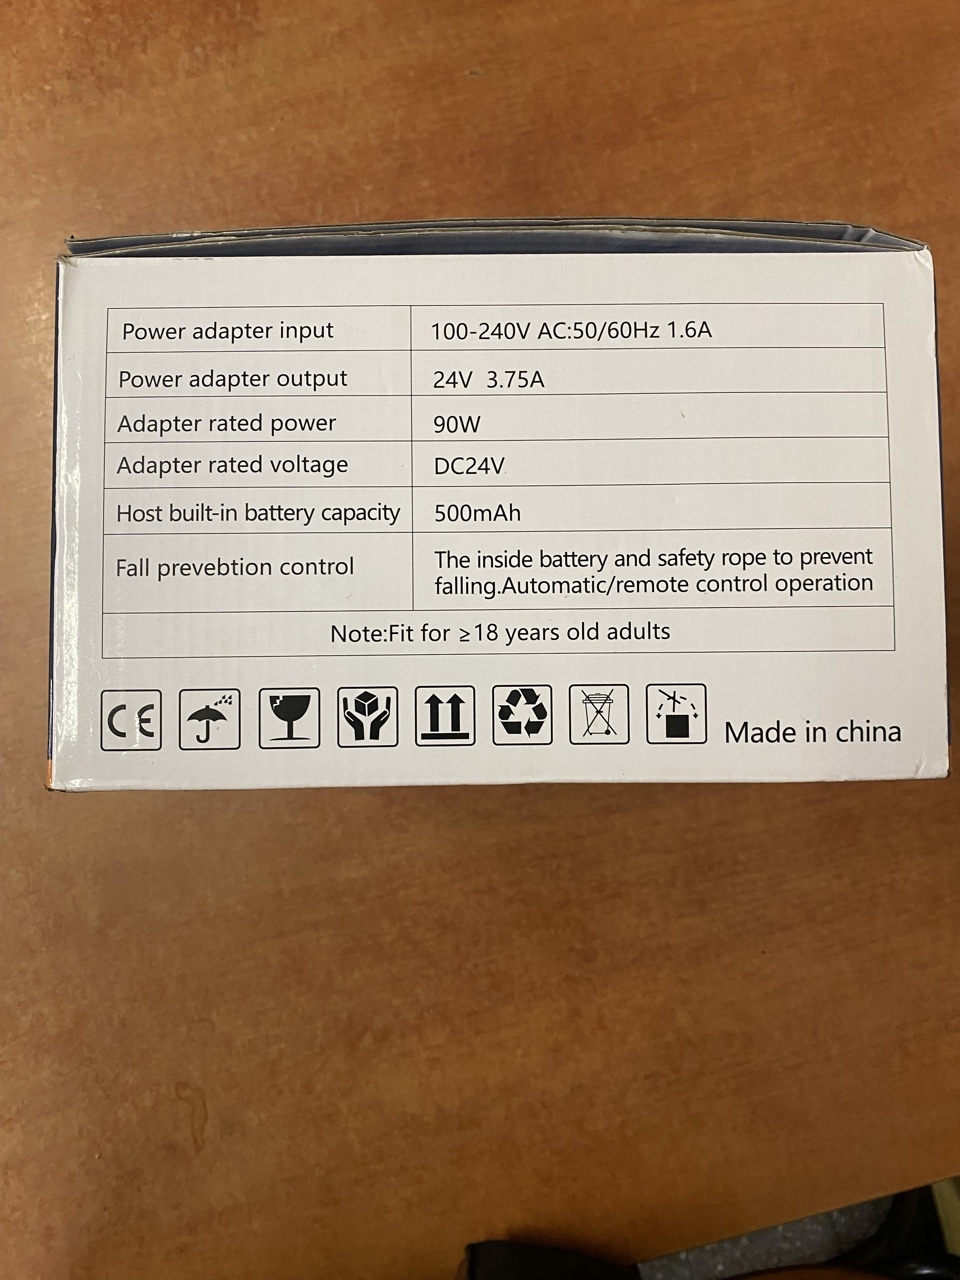 Power adapter input 100-240V AC:50/60Hz 1.6A
Power adapter output 24V 3.75A
Adapter rated power 90W
Adapter rated voltage DC24V
Host built-in battery capacity 500mAh
Fall prevebtion control The inside battery and safety rope to prevent
falling.Automatic/remote control operation
Note:Fit for ≥18 years old adults
CE
Made in china